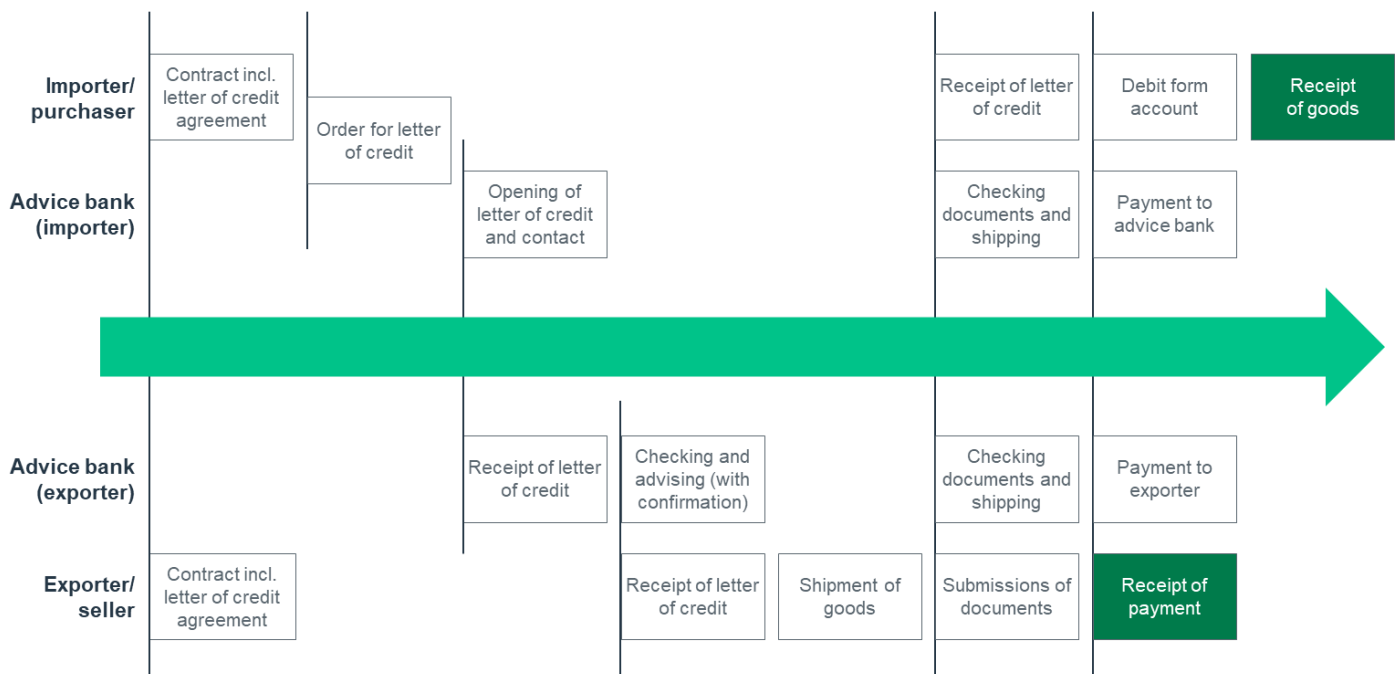 Importer/
purchaser
Contract incl.
letter of credit
agreement
Order for letter
of credit
Receipt of letter
of credit
Debit form
account
Receipt
of goods
Advice bank
(importer)
Opening of
letter of credit
and contact
Checking
documents and
shipping
Payment to
advice bank
Advice bank
(exporter)
Receipt of letter
of credit
Checking and
advising (with
confirmation)
Checking
documents and
shipping
Payment to
exporter
Exporter/
seller
Contract incl.
letter of credit
agreement
Receipt of letter
of credit
Shipment of
goods
Submissions of
documents
Receipt of
payment